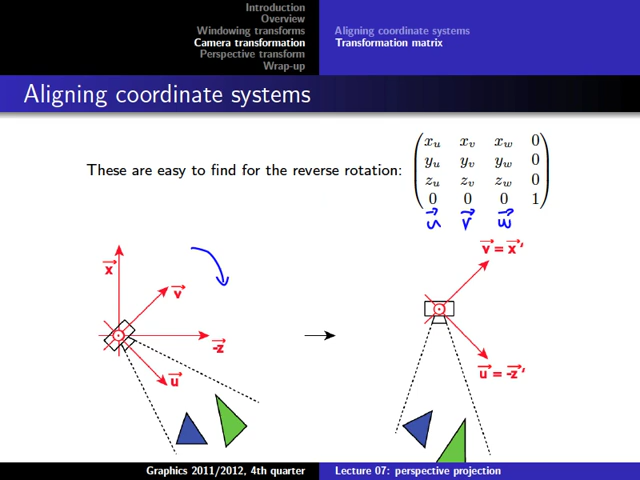 Introduction
Overview
Windowing transforms
Camera transformation
Perspective transform
Wrap-up
Aligning coordinate systems
Transformation matrix
Aligning coordinate systems
These are easy to find for the reverse rotation:
x_u x_v x_w 0
y_u y_v y_w 0
z_u z_v z_w 0
0 0 0 1
u v w
x
v
-z
u
v = x'
u = -z'
Graphics 2011/2012, 4th quarter
Lecture 07: perspective projection